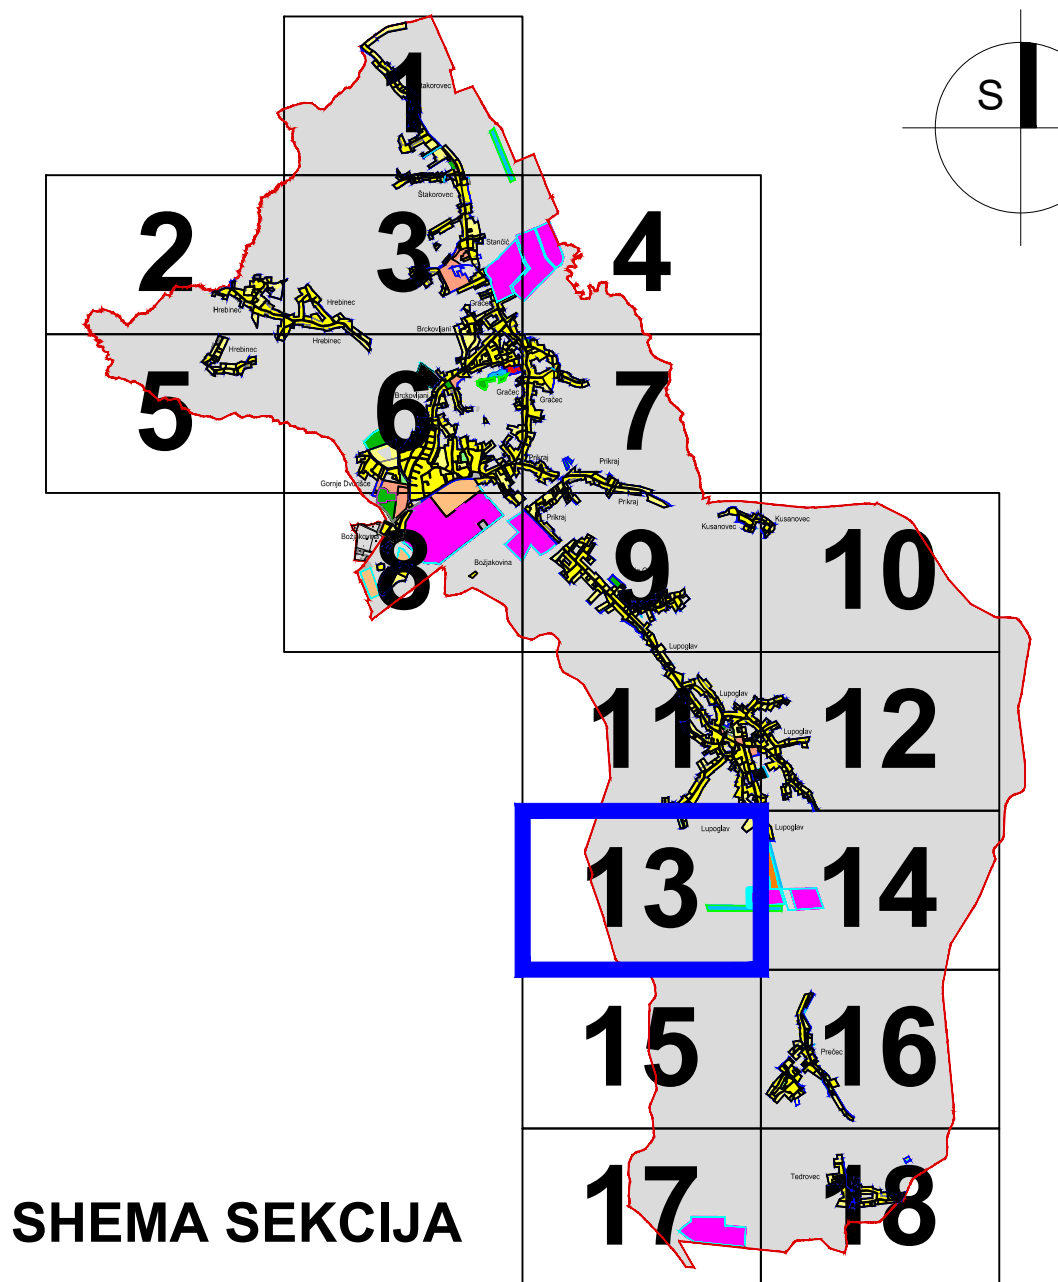 1
Štakorovec
S
Štakorovec
2
3
4
Stančić
Hrebinec
Hrebinec
Gračec
Brckovljani
Hrebinec
Hrebinec
5
6
7
Brckovljani
Gračec
Gračec
Prikraj
Prikraj
Gornje Dvorišće
Prikraj
Prikraj
Kusanovec
Kusanovec
Božjakovina
8
Božjakovina
9
10
Lupoglav
11
Lupoglav
12
Lupoglav
Lupoglav
Lupoglav
13
14
15
Prečec
16
17
Tedrovec
18
SHEMA SEKCIJA